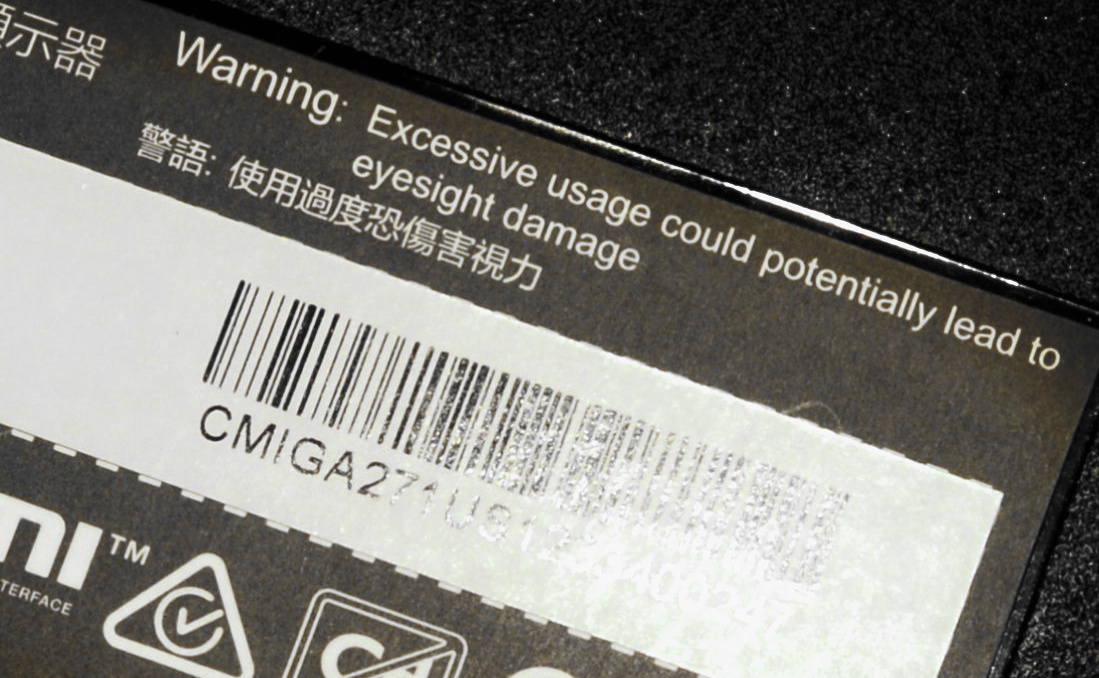 顯示器
Warning: Excessive usage could potentially lead to
eyesight damage
警語: 使用過度恐傷害視力
TM
TERFACE